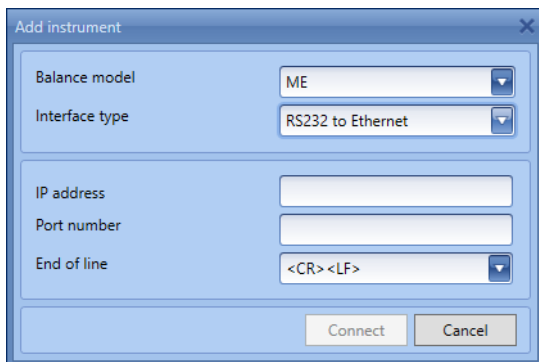 Add instrument
Balance model ME
Interface type RS232 to Ethernet
IP address
Port number
End of line <CR><LF>
Connect Cancel